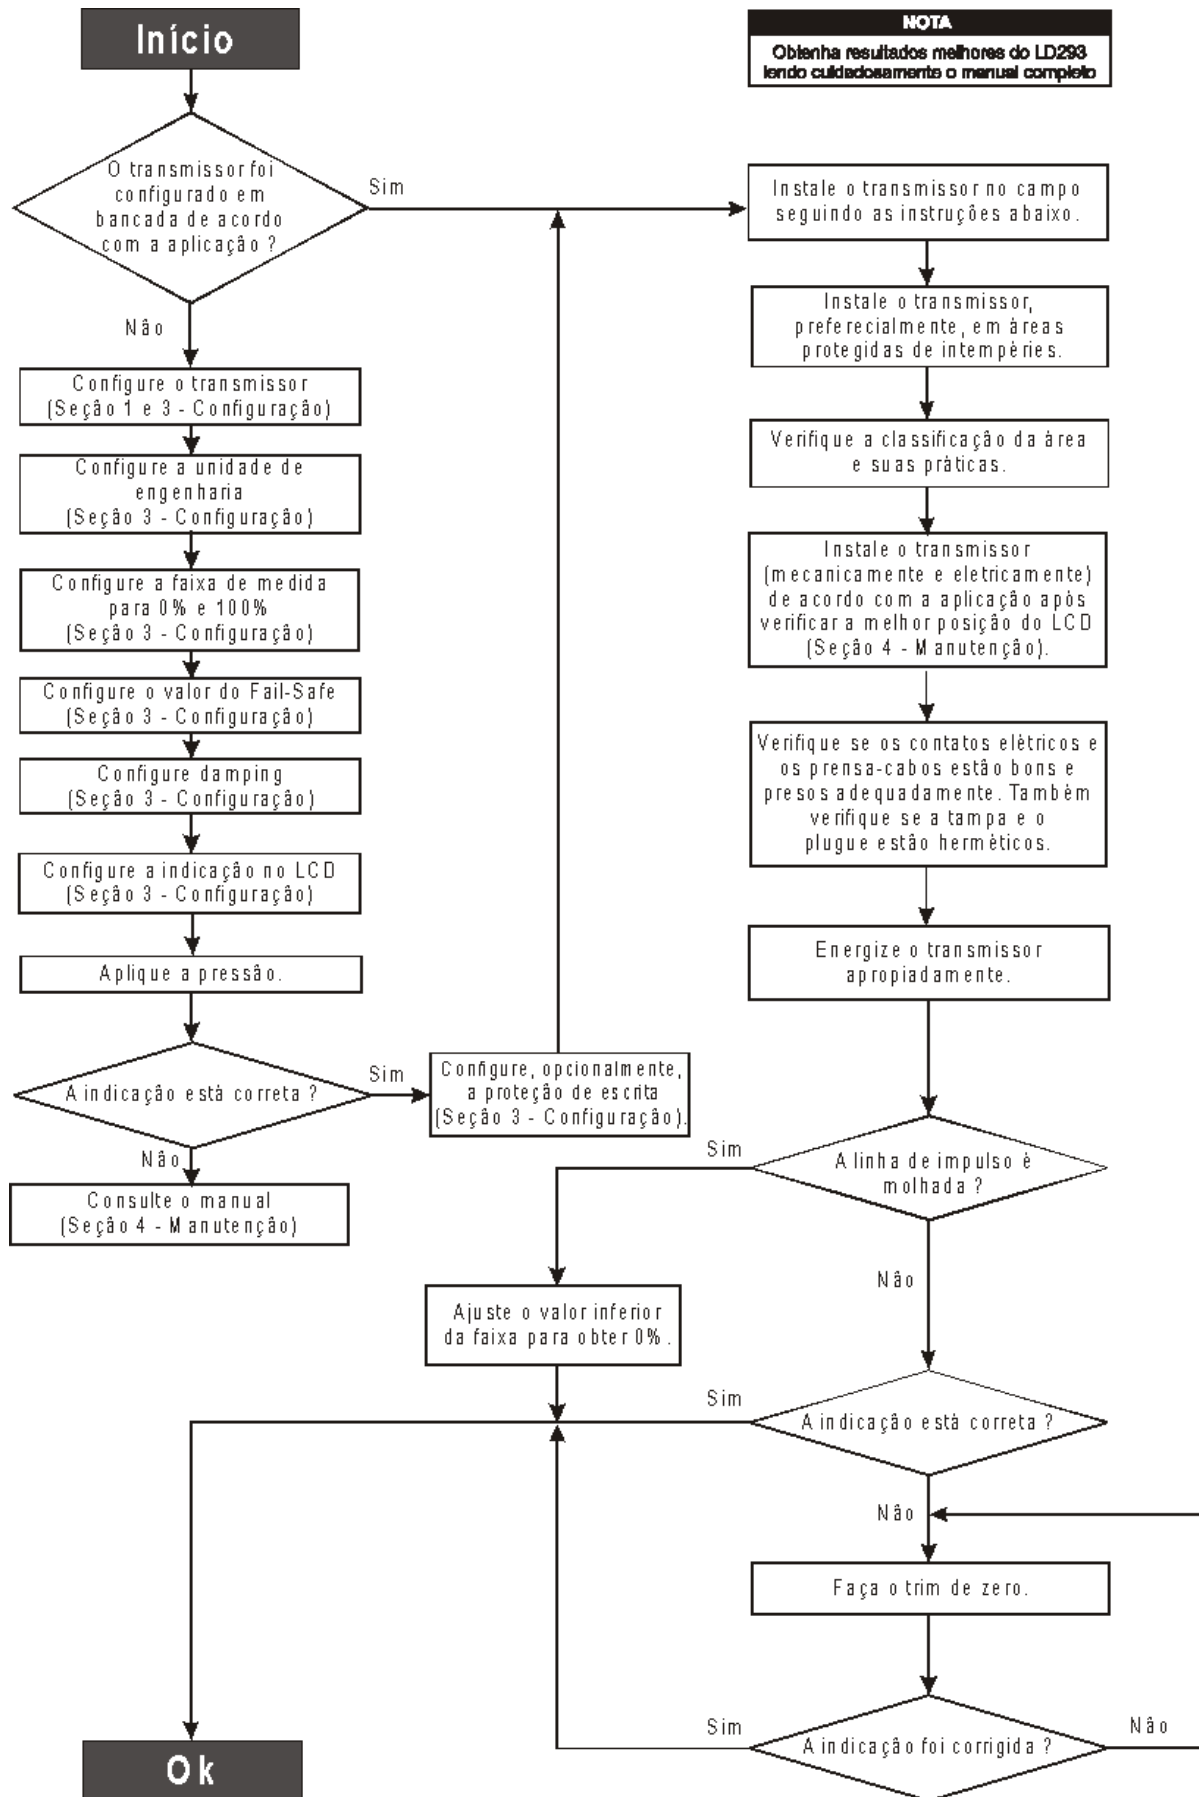 Início
NOTA
Obtenha resultados melhores do LD293
lendo cuidadosamente o manual completo
O transmissor foi
configurado em
bancada de acordo
com a aplicação ?
Sim
Não
Configure o transmissor
(Seção 1 e 3 - Configuração)
Configure a unidade de
engenharia
(Seção 3 - Configuração)
Configure a faixa de medida
para 0% e 100%
(Seção 3 - Configuração)
Configure o valor do Fail-Safe
(Seção 3 - Configuração)
Configure damping
(Seção 3 - Configuração)
Configure a indicação no LCD
(Seção 3 - Configuração)
Aplique a pressão.
A indicação está correta ?
Sim
Configure, opcionalmente,
a proteção de escrita
(Seção 3 - Configuração).
Não
Consulte o manual
(Seção 4 - Manutenção)
Instale o transmissor no campo
seguindo as instruções abaixo.
Instale o transmissor,
preferecialmente, em áreas
protegidas de intempéries.
Verifique a classificação da área
e suas práticas.
Instale o transmissor
(mecanicamente e eletricamente)
de acordo com a aplicação após
verificar a melhor posição do LCD
(Seção 4 - Manutenção).
Verifique se os contatos elétricos e
os prensa-cabos estão bons e
presos adequadamente. Também
verifique se a tampa e o
plugue estão herméticos.
Energize o transmissor
apropiadamente.
A linha de impulso é
molhada ?
Sim
Não
Ajuste o valor inferior
da faixa para obter 0%.
A indicação está correta ?
Sim
Não
Faça o trim de zero.
A indicação foi corrigida ?
Sim
Não
Ok